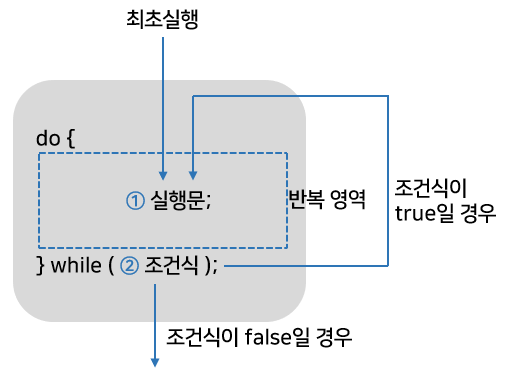 최초실행
do {
① 실행문;
반복 영역
조건식이
true일 경우
} while ( ② 조건식 );
조건식이 false일 경우